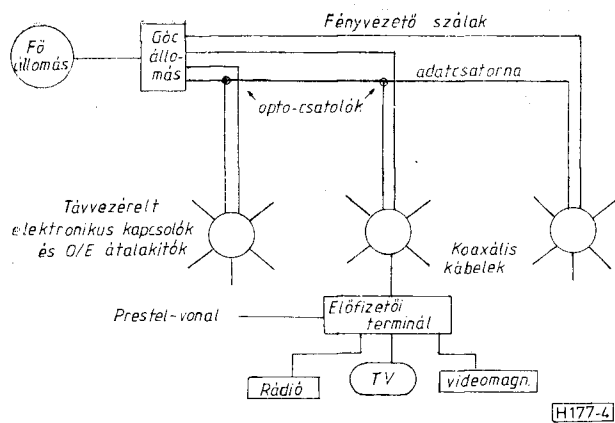 Fő
állomás
Góc
állo-
más
Fényvezető szálak
adatcsatorna
opto-csatolók
Távvezérelt
elektronikus kapcsolók
és O/E átalakítók
Koaxális
kábelek
Prestel-vonal
Előfizetői
terminál
Rádió
TV
videomagn.
H177-4